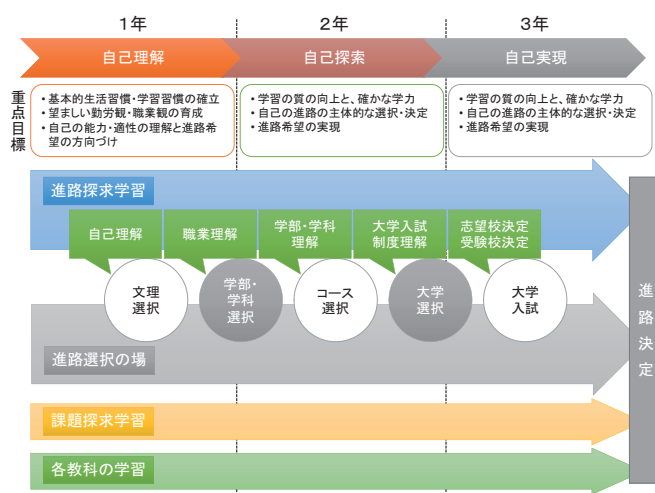 1年
2年
3年
自己理解
自己探索
自己実現
重点目標
・基本的生活習慣・学習習慣の確立
・望ましい勤労観・職業観の育成
・自己の能力・適性の理解と進路希
望の方向づけ
・学習の質の向上と、確かな学力
・自己の進路の主体的な選択・決定
・進路希望の実現
・学習の質の向上と、確かな学力
・自己の進路の主体的な選択・決定
・進路希望の実現
進路探求学習
自己理解
職業理解
学部・学科
理解
大学入試
制度理解
志望校決定
受験校決定
文理
選択
学部・
学科
選択
コース
選択
大学
選択
大学
入試
進路選択の場
課題探求学習
各教科の学習
進路決定